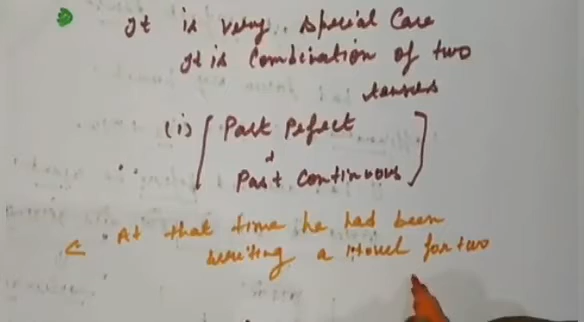 It is very special Case
It is Combination of two
tenses
(i) Past Pefect
+
Past Continuous
At that time he had been
writing a Novel for two